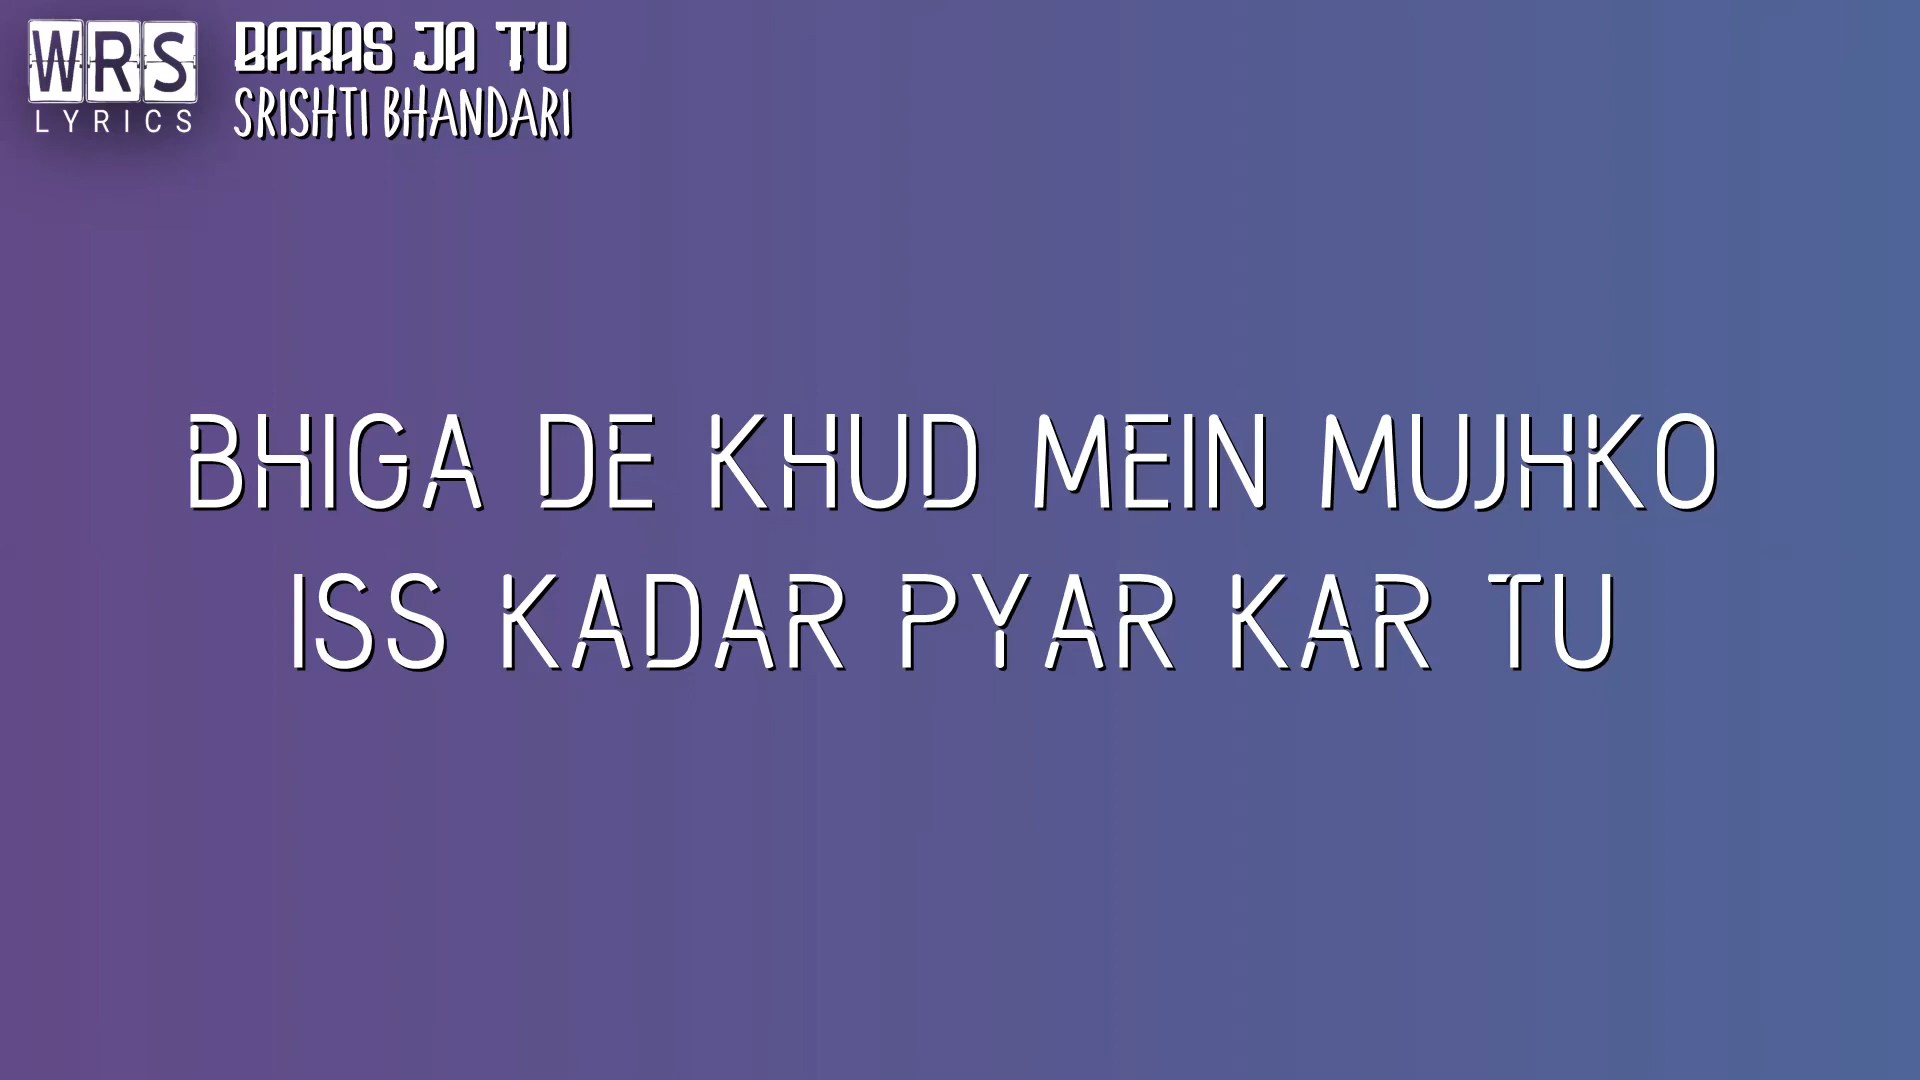 WRS
LYRICS
BARAS JA TU
SRISHTI BHANDARI
BHIGA DE KHUD MEIN MUJHKO
ISS KADAR PYAR KAR TU